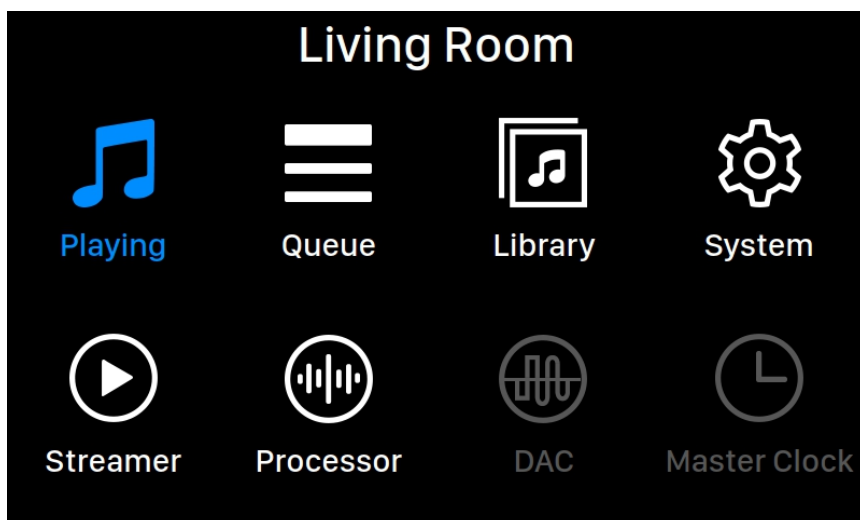 Living Room
Playing Queue Library System
Streamer Processor DAC Master Clock